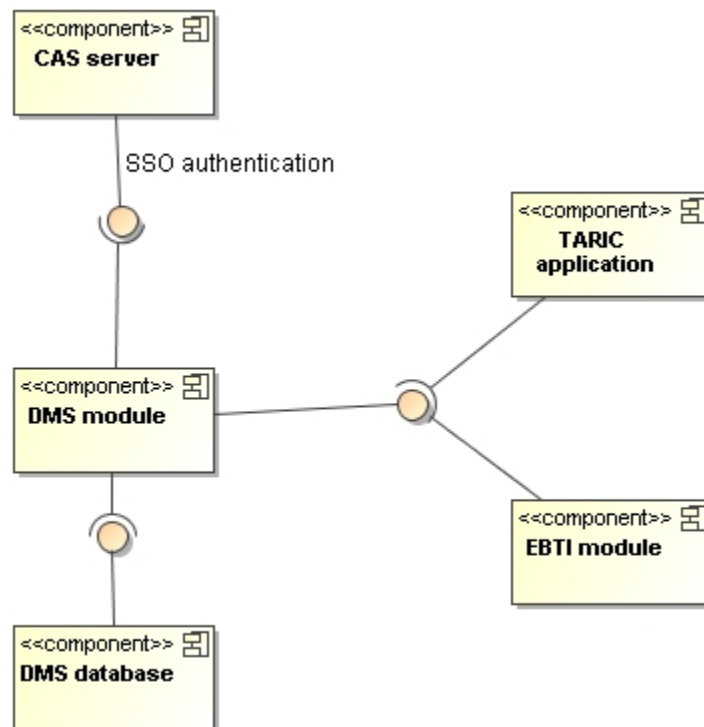 <<component>>
CAS server
SSO authentication
<<component>>
TARIC
application
<<component>>
DMS module
<<component>>
EBTI module
<<component>>
DMS database